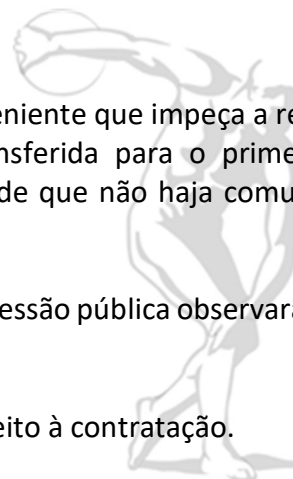 eniente que impeça a re
nsferida para o prime
de que não haja comu
essão pública observará
eito à contratação.